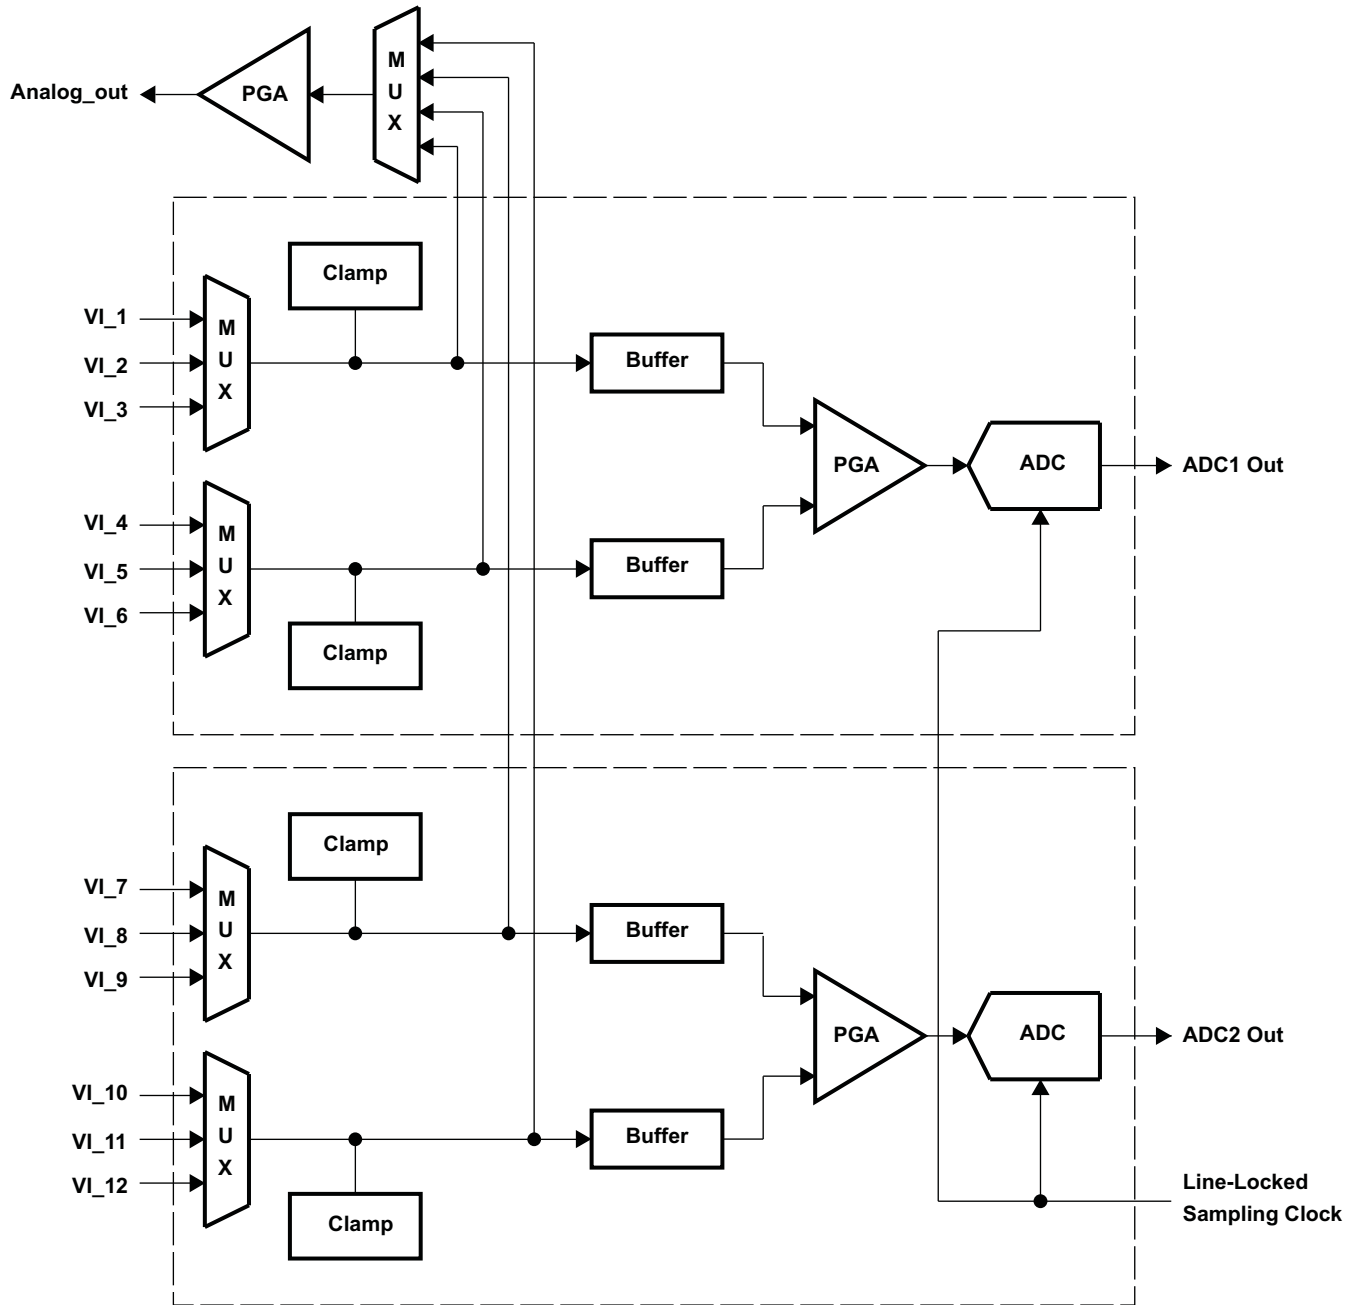 Analog_out
PGA
M
U
X
Clamp
VI_1
VI_2
VI_3
M
U
X
Buffer
PGA
ADC
ADC1 Out
VI_4
VI_5
VI_6
M
U
X
Buffer
Clamp
Clamp
VI_7
VI_8
VI_9
M
U
X
Buffer
PGA
ADC
ADC2 Out
VI_10
VI_11
VI_12
M
U
X
Buffer
Clamp
Line-Locked
Sampling Clock